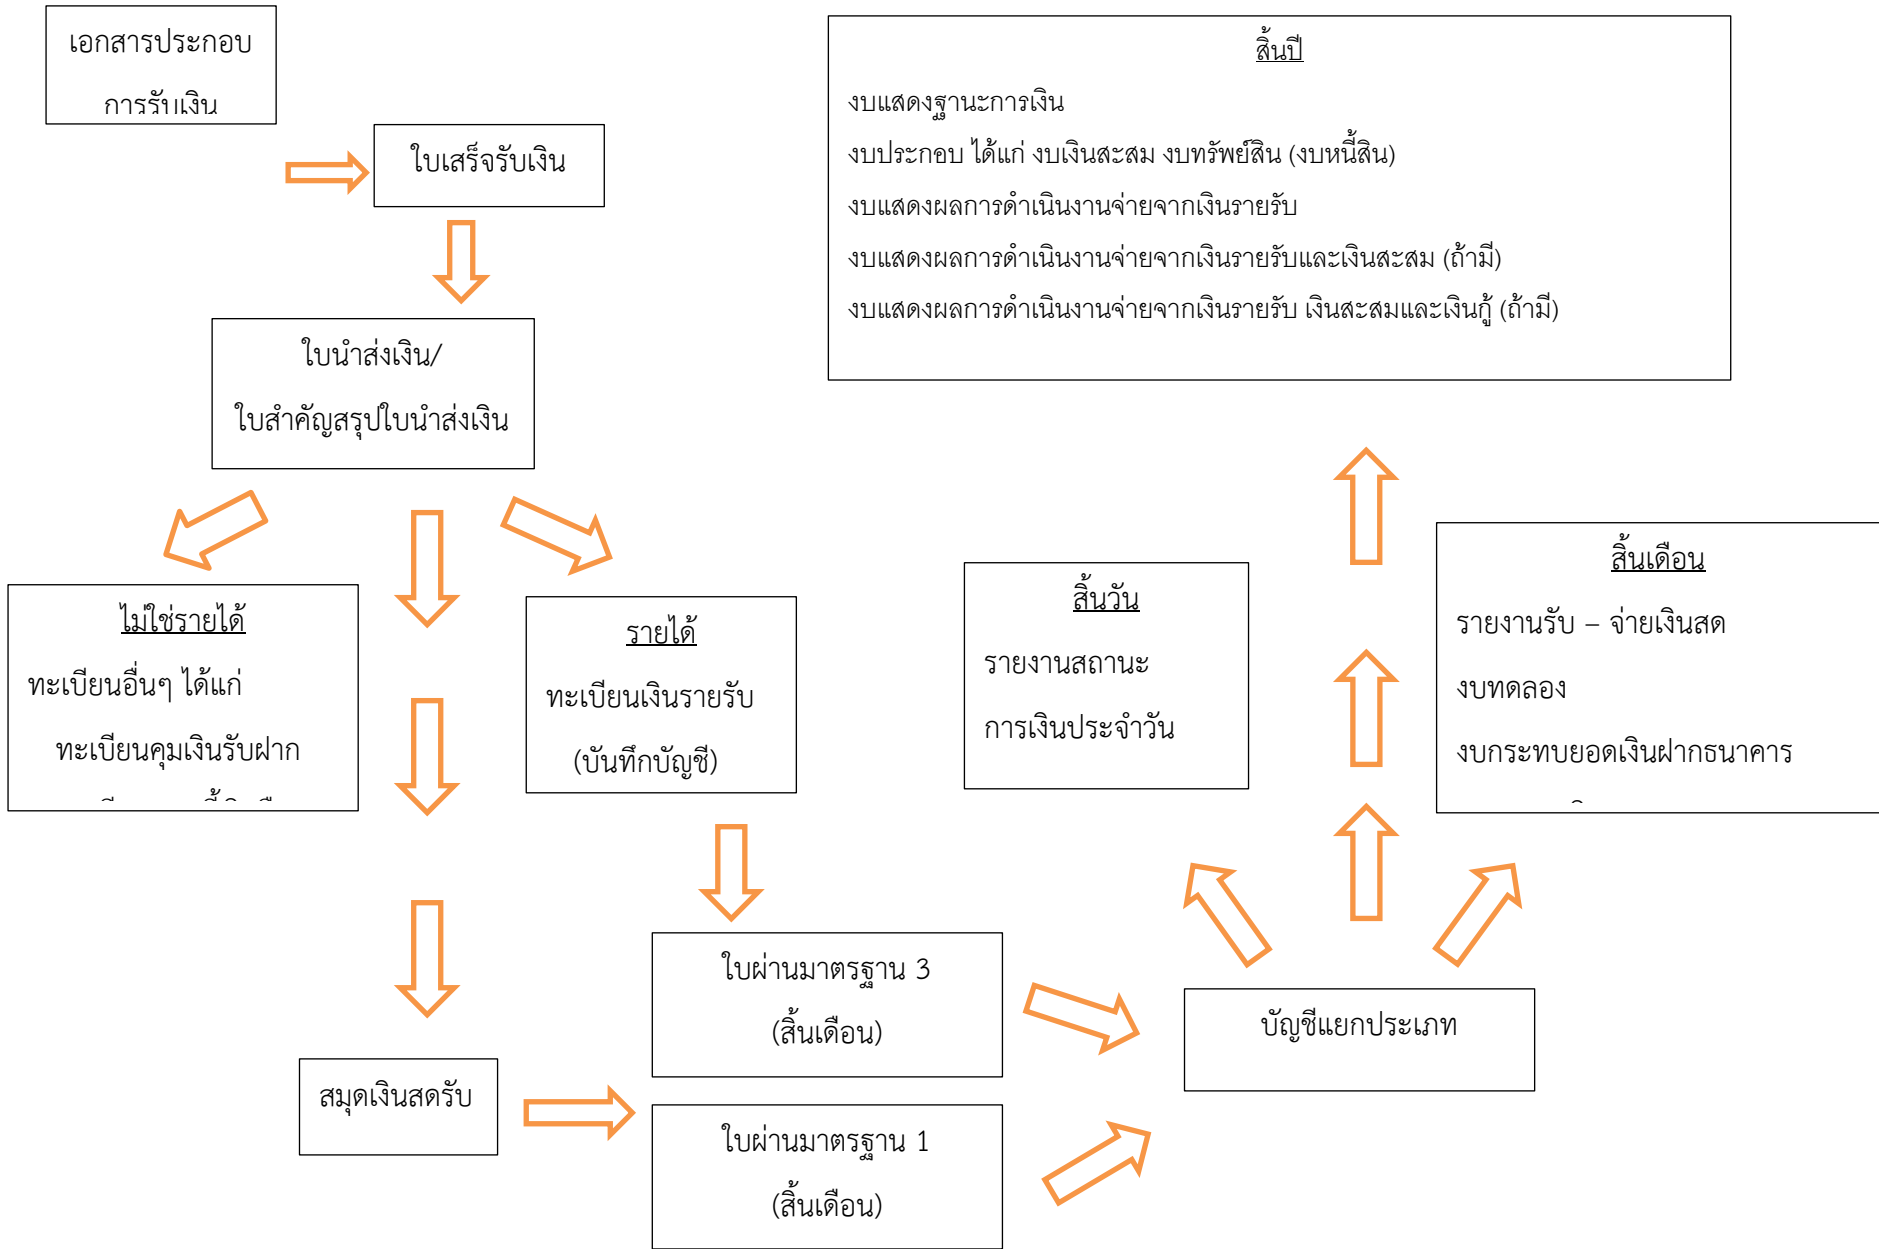 เอกสารประกอบ
การรับเงิน
ใบเสร็จรับเงิน
ใบนำส่งเงิน/
ใบสำคัญสรุปใบนำส่งเงิน
ไม่ใช่รายได้
ทะเบียนอื่นๆ ได้แก่
ทะเบียนคุมเงินรับฝาก
รายได้
ทะเบียนเงินรายรับ
(บันทึกบัญชี)
สมุดเงินสดรับ
ใบผ่านมาตรฐาน 3
(สิ้นเดือน)
ใบผ่านมาตรฐาน 1
(สิ้นเดือน)
บัญชีแยกประเภท
สิ้นวัน
รายงานสถานะ
การเงินประจำวัน
สิ้นเดือน
รายงานรับ – จ่ายเงินสด
งบทดลอง
งบกระทบยอดเงินฝากธนาคาร
สิ้นปี
งบแสดงฐานะการเงิน
งบประกอบ ได้แก่ งบเงินสะสม งบทรัพย์สิน (งบหนี้สิน)
งบแสดงผลการดำเนินงานจ่ายจากเงินรายรับ
งบแสดงผลการดำเนินงานจ่ายจากเงินรายรับและเงินสะสม (ถ้ามี)
งบแสดงผลการดำเนินงานจ่ายจากเงินรายรับ เงินสะสมและเงินกู้ (ถ้ามี)